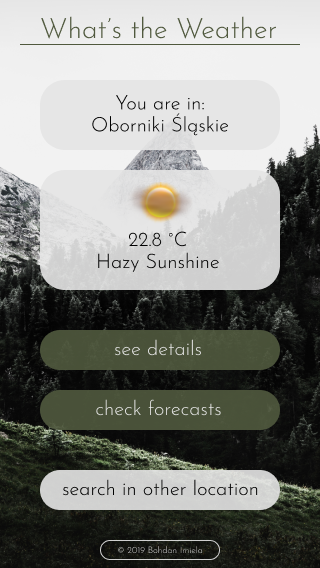 What's the Weather
You are in:
Oborniki Śląskie
22.8 °C
Hazy Sunshine
see details
check forecasts
search in other location
© 2019 Bohdan Imiela